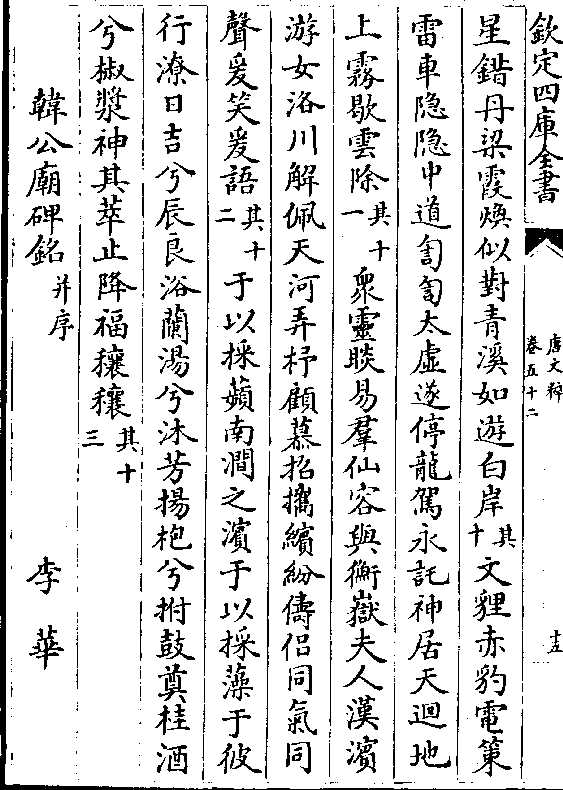 欽定四庫全書
唐文粹
卷五十二
十五
星錯丹梁霞煥似對青溪如遊白岸其十文貍赤豹電策
雷車隐隐中道訇訇太虛遂停龍駕永託神居天迴地
上霧歇雲除其十一衆靈睒易羣仙容與衡嶽夫人漢濱
游女洛川解佩天河弄杼顧慕招攜繽紛儔侣同氣同
聲爰笑爰語其十二于以採蘋南澗之濱于以採藻于彼
行潦日吉兮辰良浴蘭湯兮沐芳揚枹兮拊鼓奠桂酒
兮椒漿神其萃止降福穰穰其十三
韓公廟碑銘并序 李華